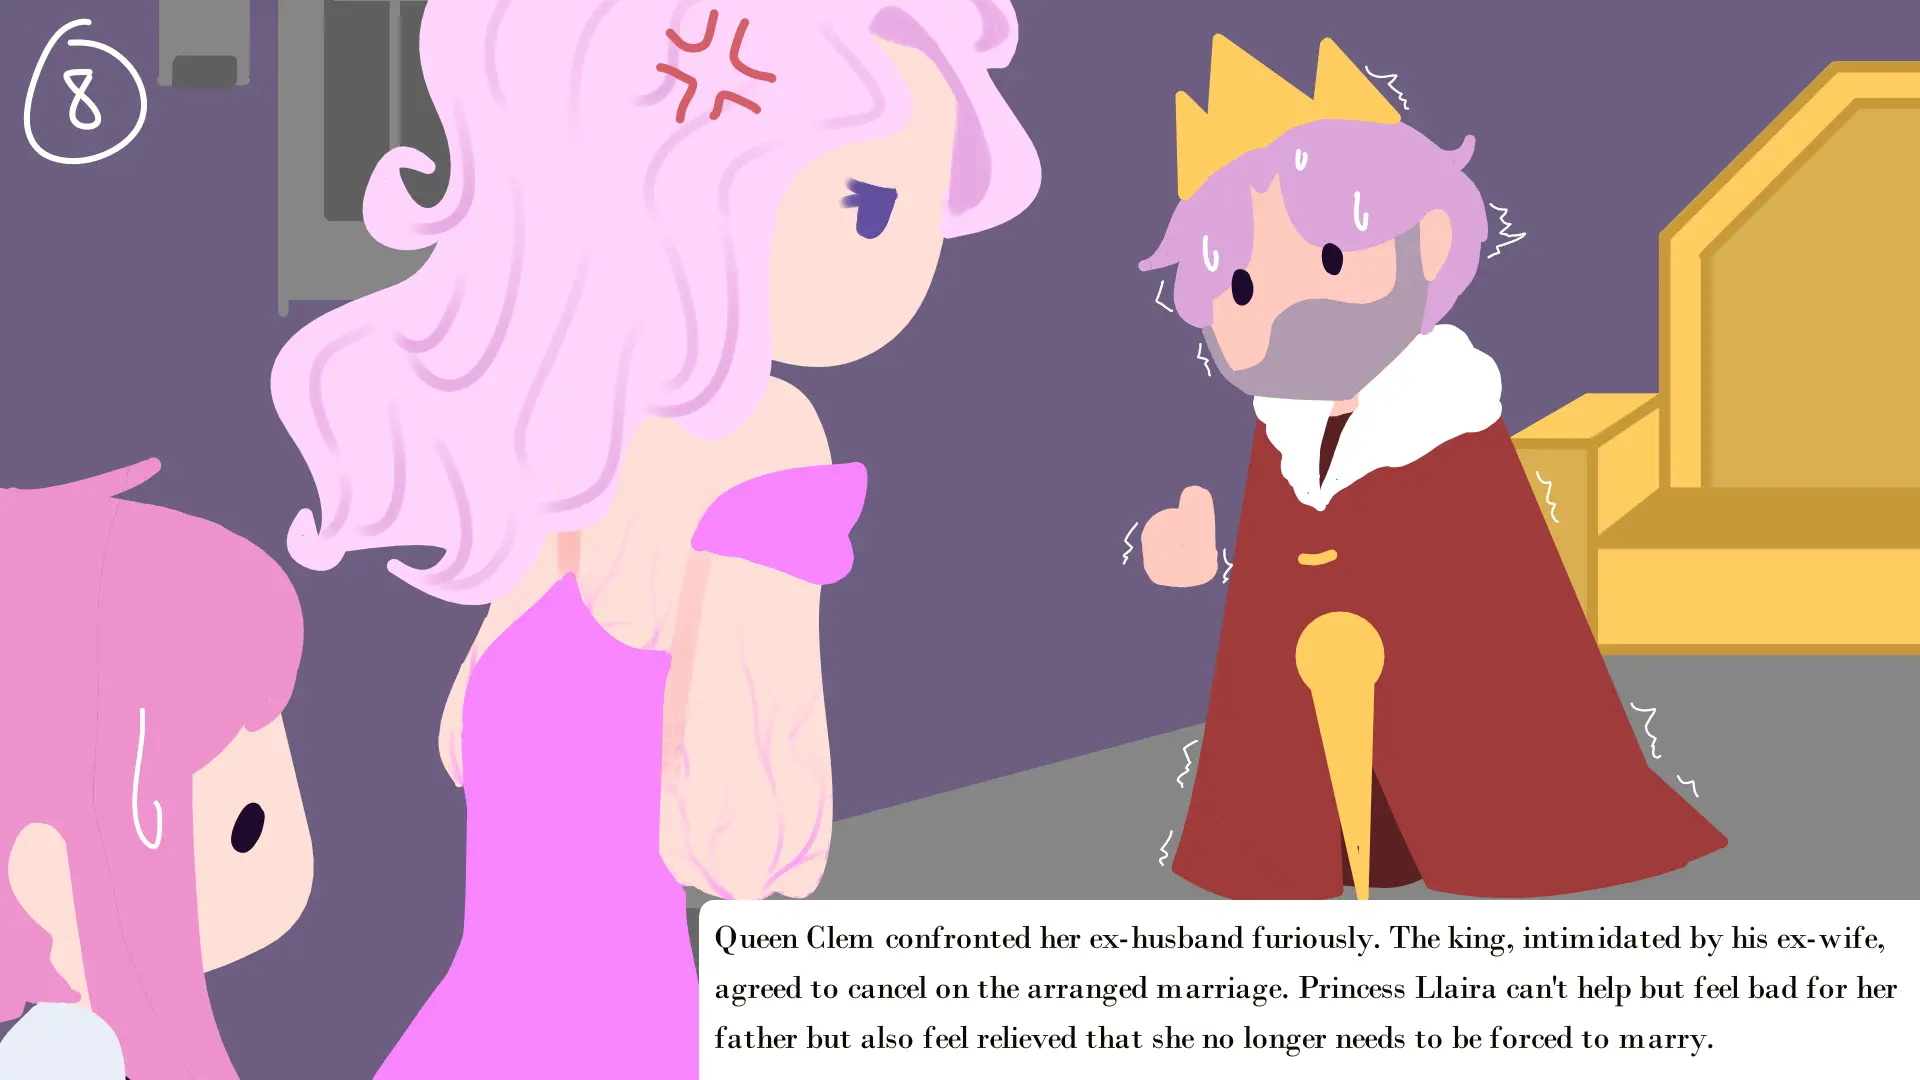 8
Queen Clem confronted her ex-husband furiously. The king, intimidated by his ex-wife,
agreed to cancel on the arranged marriage. Princess Llaira can't help but feel bad for her
father but also feel relieved that she no longer needs to be forced to marry.